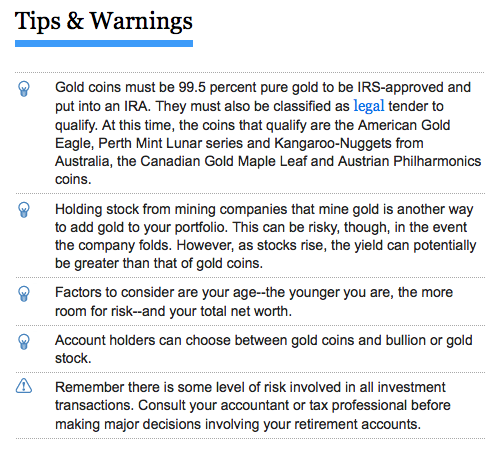 Tips & Warnings
Gold coins must be 99.5 percent pure gold to be IRS-approved and
put into an IRA. They must also be classified as legal tender to
qualify. At this time, the coins that qualify are the American Gold
Eagle, Perth Mint Lunar series and Kangaroo-Nuggets from
Australia, the Canadian Gold Maple Leaf and Austrian Philharmonics
coins.
Holding stock from mining companies that mine gold is another way
to add gold to your portfolio. This can be risky, though, in the event
the company folds. However, as stocks rise, the yield can potentially
be greater than that of gold coins.
Factors to consider are your age--the younger you are, the more
room for risk--and your total net worth.
Account holders can choose between gold coins and bullion or gold
stock.
Remember there is some level of risk involved in all investment
transactions. Consult your accountant or tax professional before
making major decisions involving your retirement accounts.